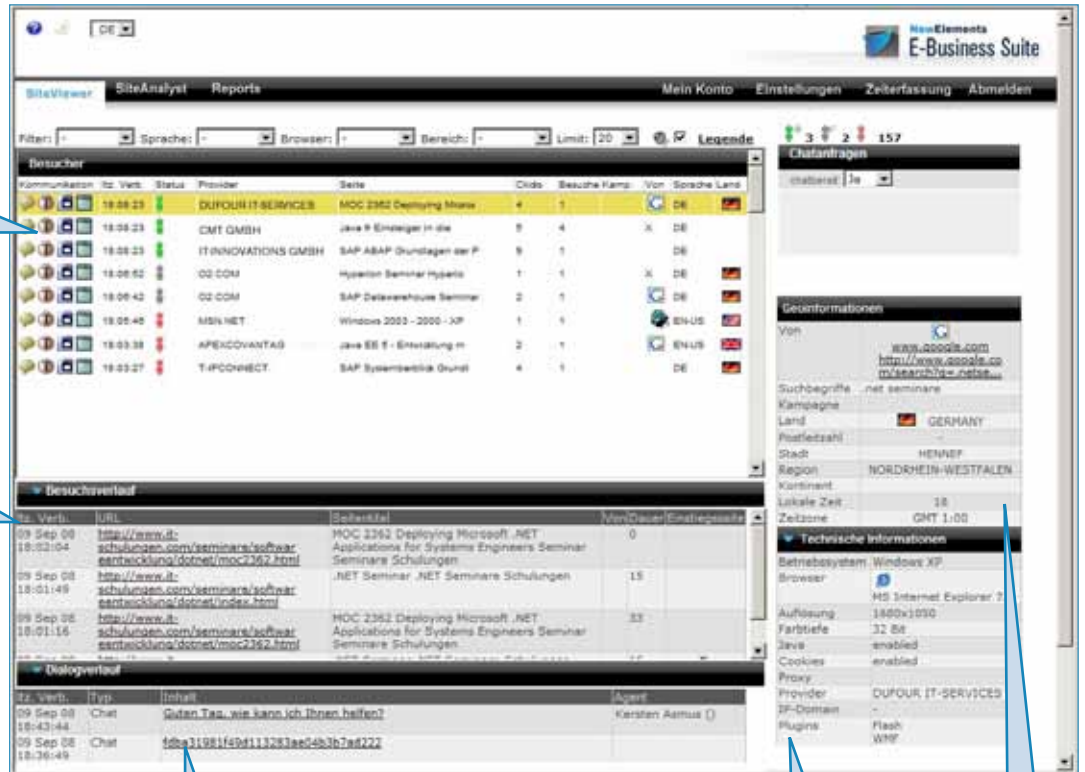 DE
NewElements
E-Business Suite
SiteViewer SiteAnalyst Reports Mein Konto Einstellungen Zeiterfassung Abmelden
Filter: - Sprache: - Browser: - Bereich: - Limit: 20 Legende 3 2 157
Besucher
Kommunikation ltz. Verb. Status Provider Seite Clicks Besuche Kamp. Von Sprache Land
18:08:23 DUFOUR IT-SERVICES MOC 2362 Deploying Micros 4 1 DE
18:08:23 CMT GMBH Einsteiger in die 4 X DE
18:08:23 IT-INNOVATIONS GMBH SAP ABAP Grundlagen der P 1 DE
O2.COM Hyperion Seminar Hyperio 1 1 X DE
O2.COM SAP Datawarehouse Seminar 2 1 DE
MSN.NET Windows 2003 - 2000 - XP 1 1 EN-US
18:03:38 APEXCOVANTAG Java EE 5 - Entwicklung m 2 1 EN-US
18:03:27 T-IPCONNECT SAP Systemüberblick Grundl 4 1 DE
Chatanfragen
chatbereit Ja
Geoinformationen
Von www.google.com
http://www.google.co
m/search?q=.netse...
Suchbegriffe .net seminare
Kampagne
Land GERMANY
Postleitzahl -
Stadt HENNEF
Region NORDRHEIN-WESTFALEN
Kontinent
Lokale Zeit 18
Zeitzone GMT 1:00
Besuchsverlauf
ltz. Verb. URL Seitentitel Von Dauer Einstiegsseite
09 Sep 08 http://www.it- MOC 2362 Deploying Microsoft .NET 0
18:02:04 schulungen.com/seminare/softwar Applications for Systems Engineers Seminar
eentwicklung/dotnet/moc2362.html Seminare Schulungen
09 Sep 08 http://www.it- .NET Seminar .NET Seminare Schulungen 15
18:01:49 schulungen.com/seminare/softwar
eentwicklung/dotnet/index.html
09 Sep 08 http://www.it- MOC 2362 Deploying Microsoft .NET 33
18:01:16 schulungen.com/seminare/softwar Applications for Systems Engineers Seminar
eentwicklung/dotnet/moc2362.html Seminare Schulungen
Technische Informationen
Betriebssystem Windows XP
Browser
MS Internet Explorer 7
Auflösung 1680x1050
Farbtiefe 32 Bit
Java enabled
Cookies enabled
Proxy
Provider DUFOUR IT-SERVICES
IP-Domain -
Plugins Flash
WMF
Dialogverlauf
ltz. Verb. Typ Inhalt Agent
09 Sep 08 Chat Guten Tag, wie kann ich Ihnen helfen? Karsten Asmus ()
18:43:44
09 Sep 08 Chat fdba31981f49d113283ae04b3b7ad222
18:36:49